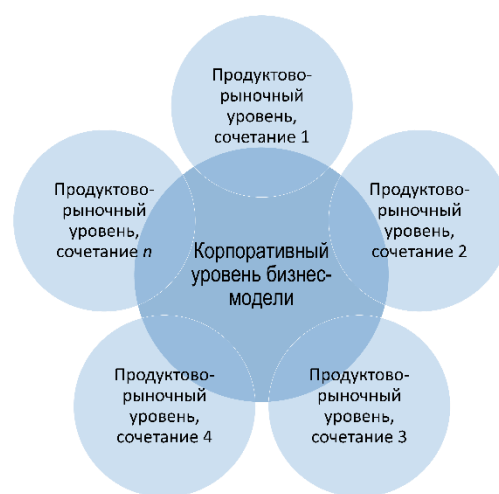 Продуктово-
рыночный
уровень,
сочетание 1
Продуктово-
рыночный
уровень,
сочетание n
Продуктово-
рыночный
уровень,
сочетание 2
Корпоративный
уровень бизнес-
модели
Продуктово-
рыночный
уровень,
сочетание 4
Продуктово-
рыночный
уровень,
сочетание 3